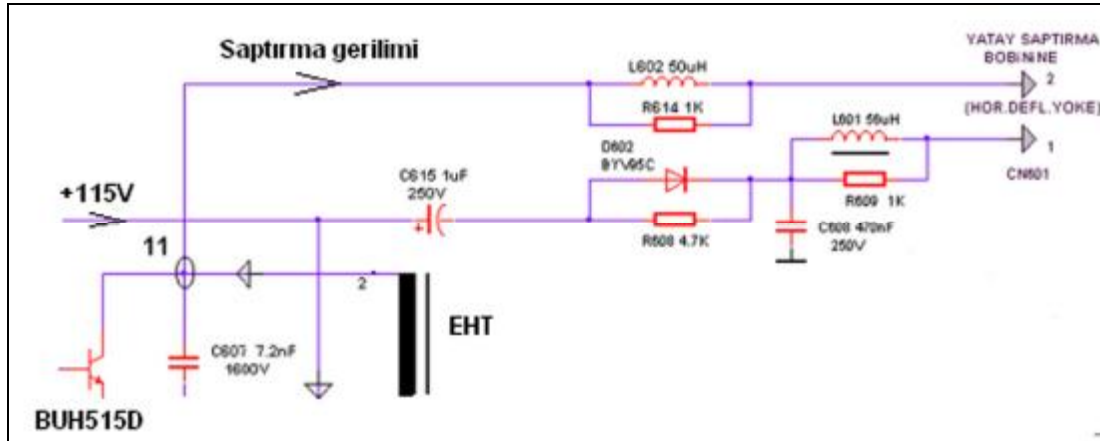 Saptırma gerilimi
YATAY SAPTIRMA
BOBİNİNE
L602 50uH
2
R614 1K
(HOR.DEFL.YOKE)
L601 56uH
D602
BYV95C
1
C615 1uF
250V
CN601
+115V
R609 1K
R608 4.7K
C608 470nF
250V
11
2
EHT
C607 7.2nF
1600V
BUH515D